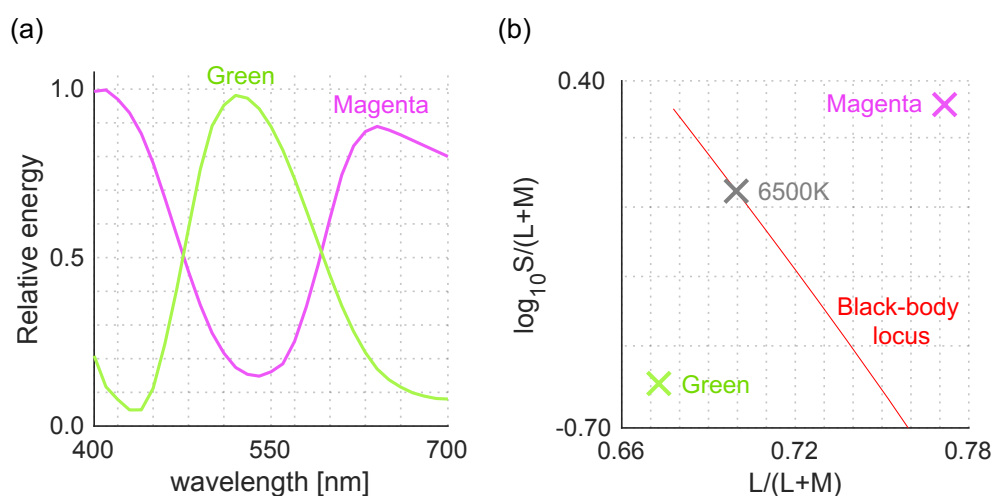 (a)
Green
Magenta
1.0
0.5
0.0
400
550
700
Relative energy
wavelength [nm]
(b)
0.40
-0.70
Magenta
6500K
Black-body
locus
Green
0.66
0.72
0.78
log10S/(L+M)
L/(L+M)